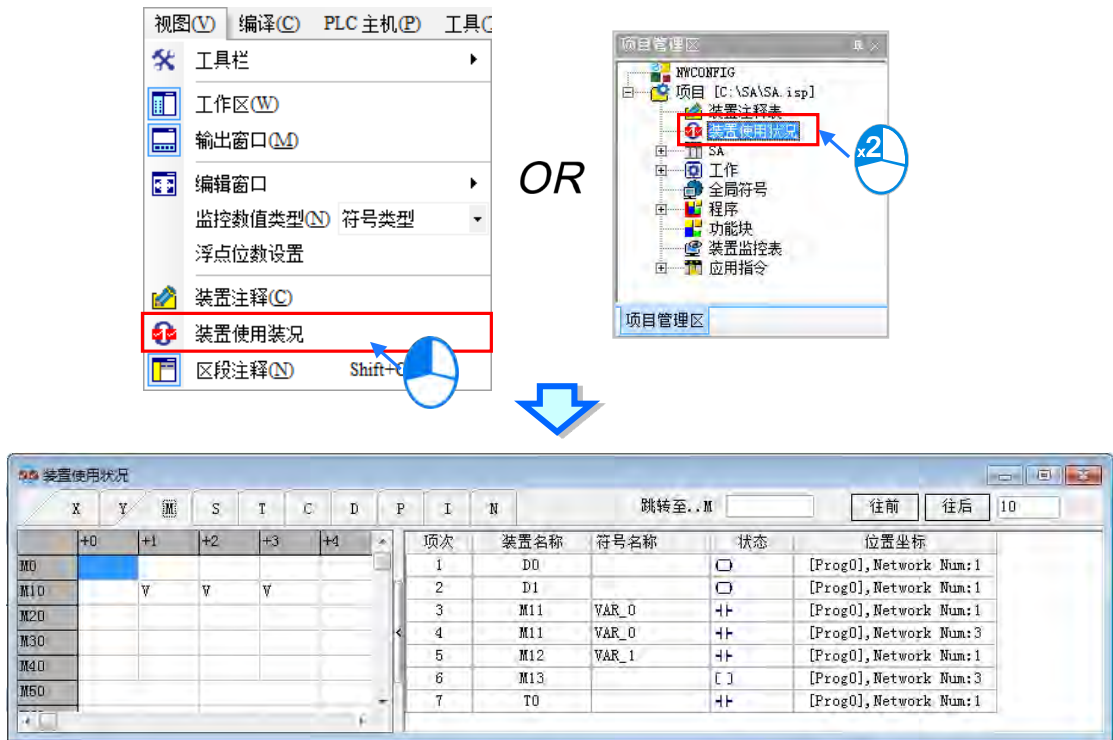 视图(V) 编译(C) PLC 主机(P) 工具(
工具栏
工作区(W)
输出窗口(M)
编辑窗口
监控数值类型(N) 符号类型
浮点位数设置
装置注释(C)
装置使用装况
区段注释(N) Shift+C
OR
项目管理区
NWCONFIG
项目 [C:\SA\SA.isp]
装置注释表
装置使用状况
SA
工作
全局符号
程序
功能块
装置监控表
应用指令
项目管理区
x2
装置使用状况
X Y M S T C D P I N 跳转至..M 往前 往后 10
+0 +1 +2 +3 +4
M0
M10 V V V
M20
M30
M40
M50
项次 装置名称 符号名称 状态 位置坐标
1 D0 [Prog0],Network Num:1
2 D1 [Prog0],Network Num:1
3 M11 VAR_0 [Prog0],Network Num:1
4 M11 VAR_0 [Prog0],Network Num:3
5 M12 VAR_1 [Prog0],Network Num:1
6 M13 [Prog0],Network Num:3
7 T0 [Prog0],Network Num:1